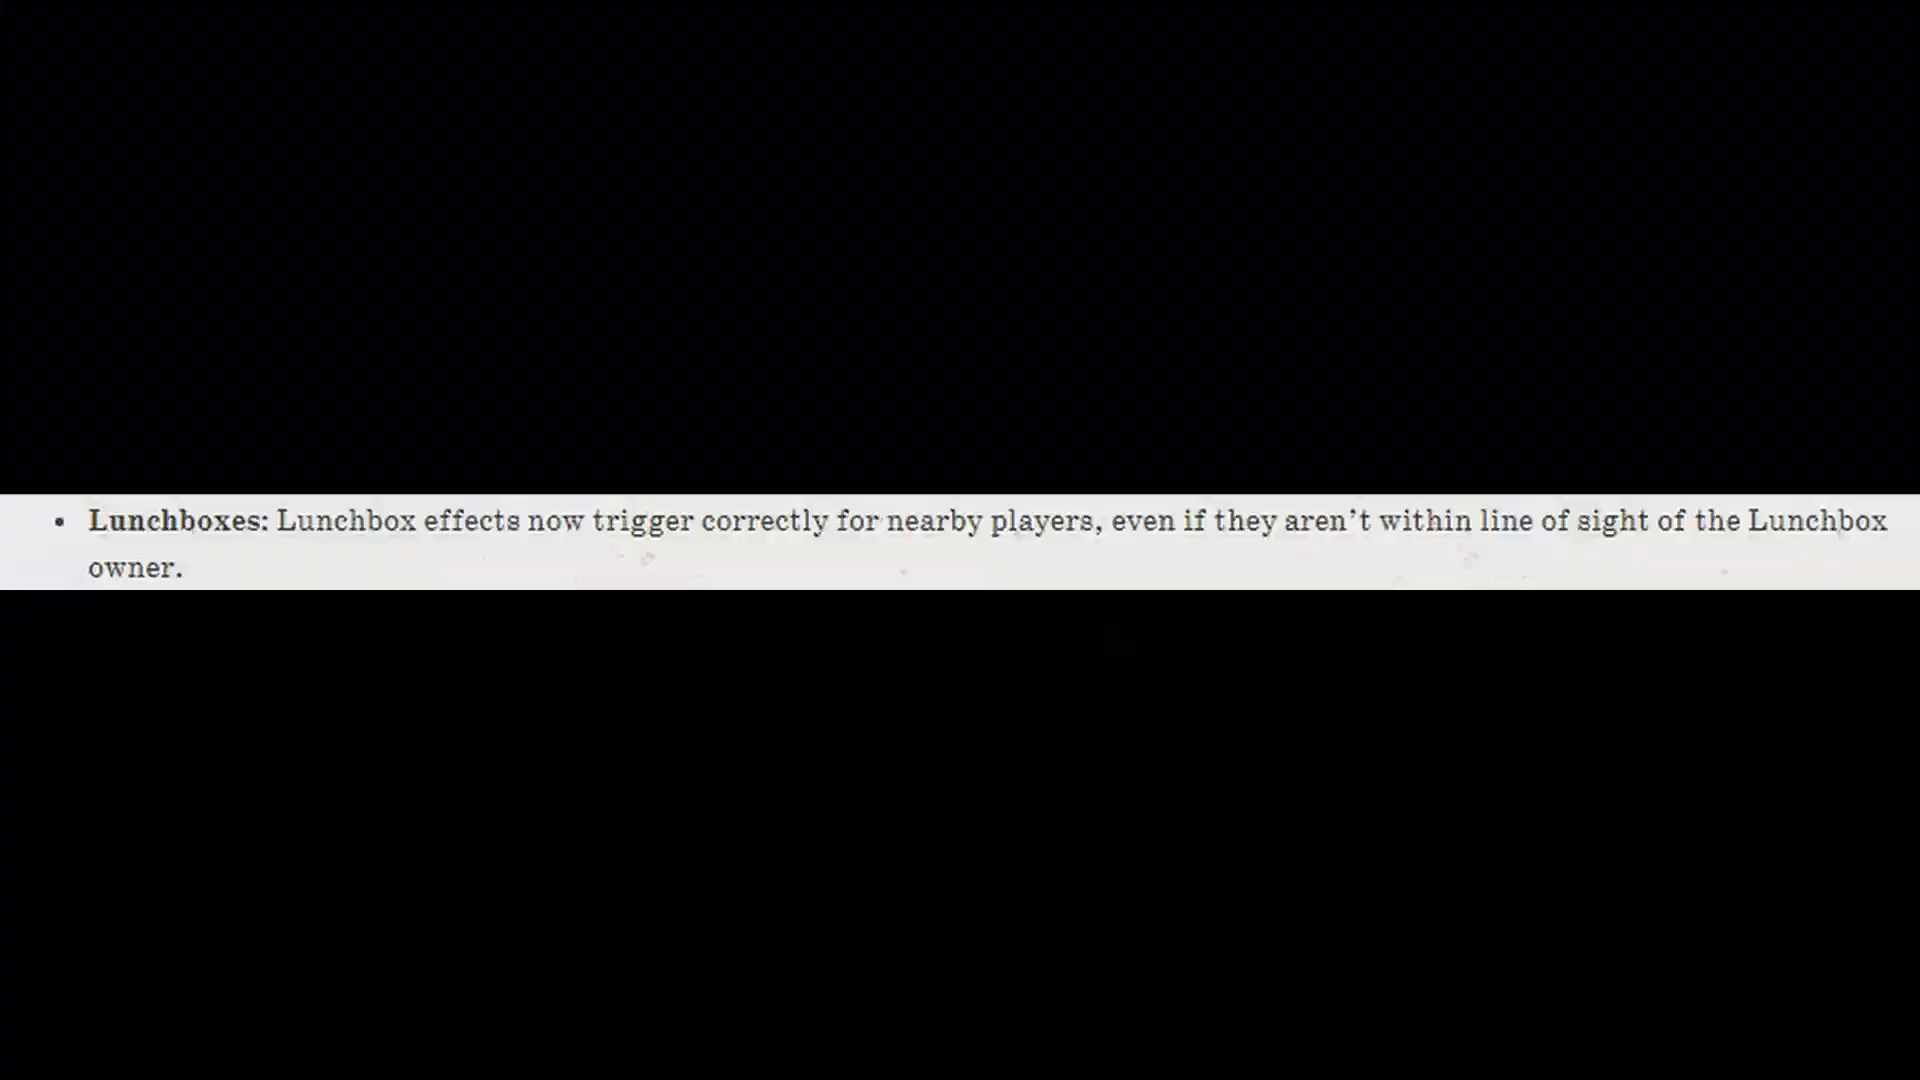 • Lunchboxes: Lunchbox effects now trigger correctly for nearby players, even if they aren’t within line of sight of the Lunchbox
owner.